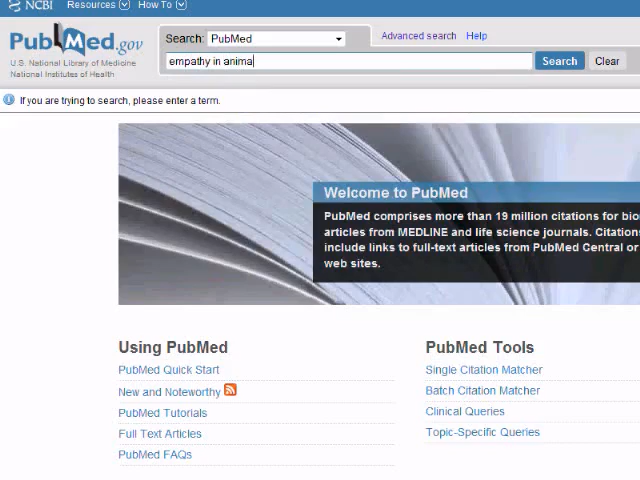 NCBI Resources How To
PubMed.gov
U.S. National Library of Medicine
National Institutes of Health
Search: PubMed
Advanced search Help
empathy in anima
Search Clear
If you are trying to search, please enter a term.
Welcome to PubMed
PubMed comprises more than 19 million citations for bio
articles from MEDLINE and life science journals. Citations
include links to full-text articles from PubMed Central or
web sites.
Using PubMed
PubMed Quick Start
New and Noteworthy
PubMed Tutorials
Full Text Articles
PubMed FAQs
PubMed Tools
Single Citation Matcher
Batch Citation Matcher
Clinical Queries
Topic-Specific Queries